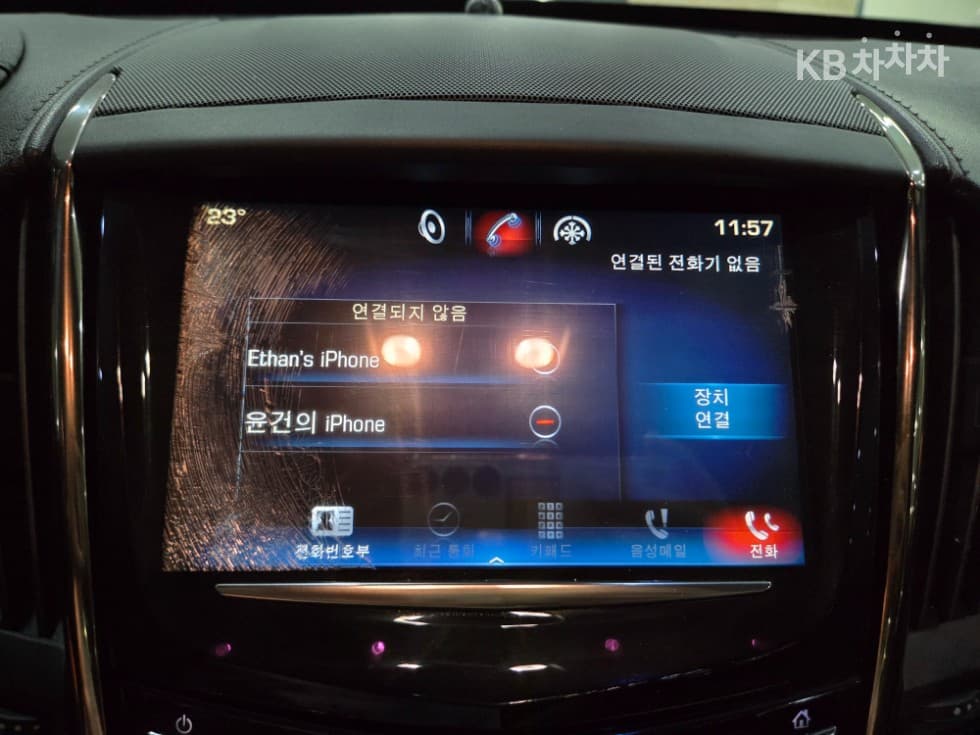 KB차차차
23°
11:57
연결된 전화기 없음
연결되지 않음
Ethan's iPhone
윤건의 iPhone
장치
연결
전화번호부
최근 통화
키패드
음성메일
전화